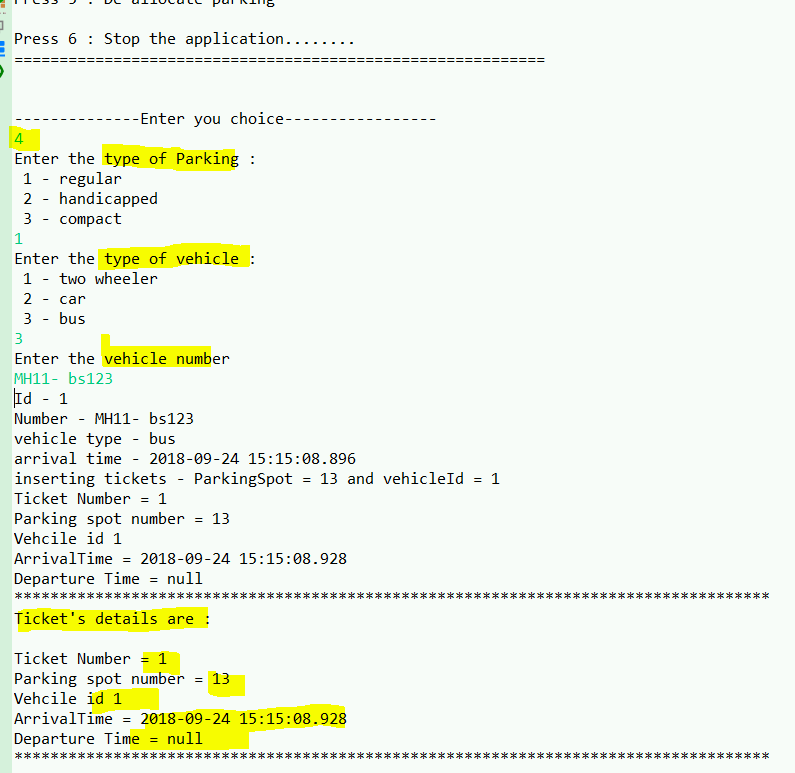 Press 5 : De-allocate parking
Press 6 : Stop the application........
===========================================================
--------------Enter you choice-----------------
4
Enter the type of Parking :
1 - regular
2 - handicapped
3 - compact
1
Enter the type of vehicle :
1 - two wheeler
2 - car
3 - bus
3
Enter the vehicle number
MH11- bs123
Id - 1
Number - MH11- bs123
vehicle type - bus
arrival time - 2018-09-24 15:15:08.896
inserting tickets - ParkingSpot = 13 and vehicleId = 1
Ticket Number = 1
Parking spot number = 13
Vehcile id 1
ArrivalTime = 2018-09-24 15:15:08.928
Departure Time = null
************************************************************************************
Ticket's details are :
Ticket Number = 1
Parking spot number = 13
Vehcile id 1
ArrivalTime = 2018-09-24 15:15:08.928
Departure Time = null
************************************************************************************